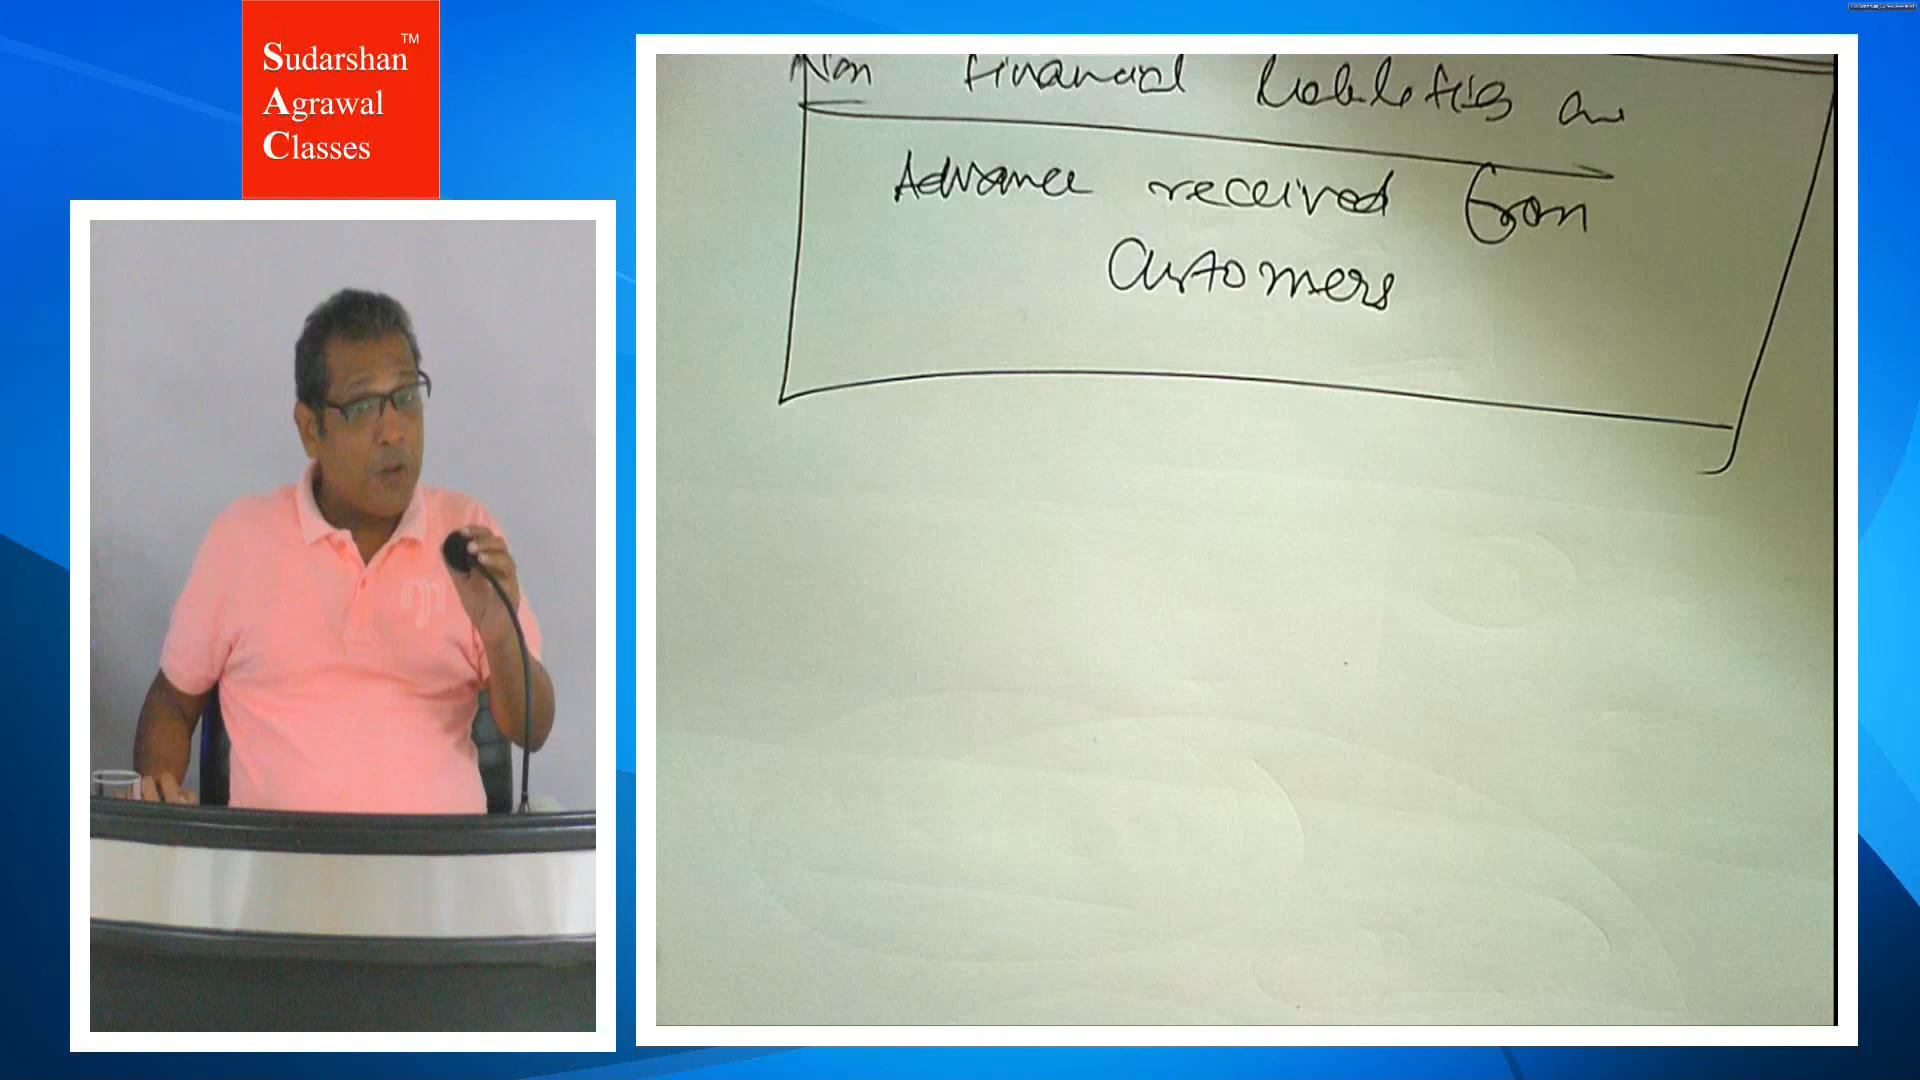 Sudarshan™
Agrawal
Classes
Non Financial Liabilities are
Advance received from
Customers